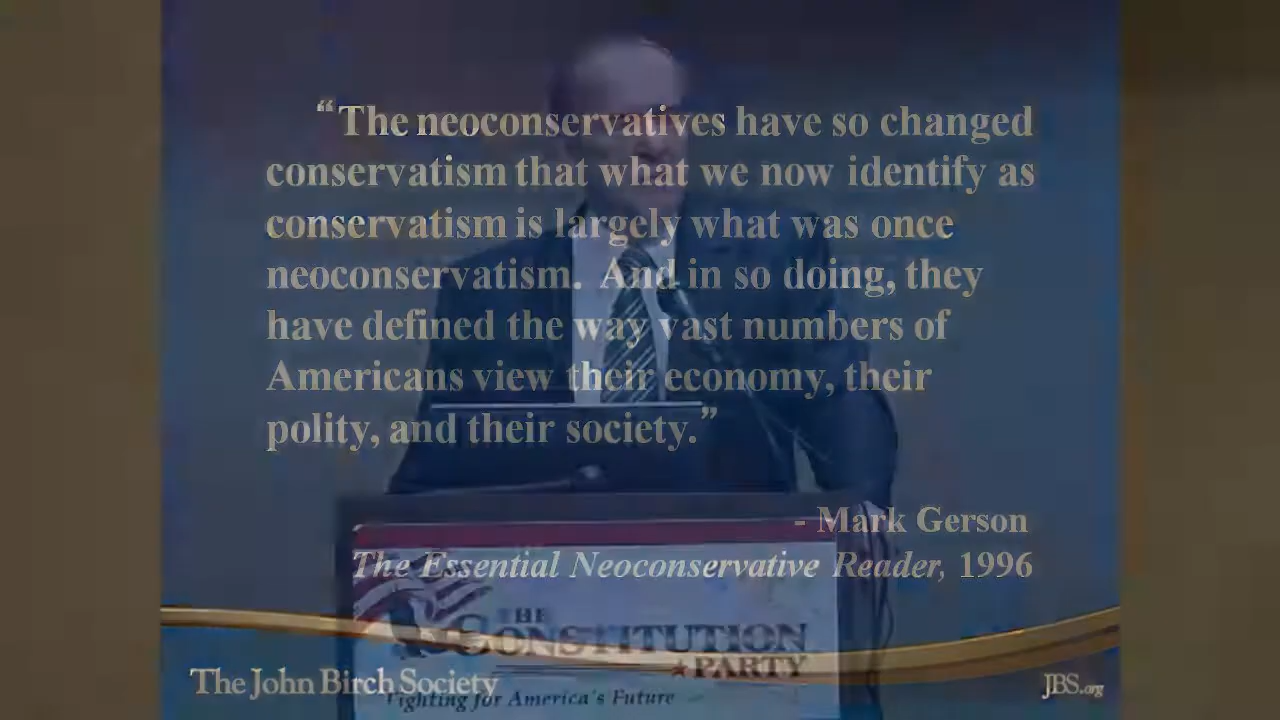 “The neoconservatives have so changed
conservatism that what we now identify as
conservatism is largely what was once
neoconservatism. And in so doing, they
have defined the way vast numbers of
Americans view their economy, their
polity, and their society.”
- Mark Gerson
The Essential Neoconservative Reader, 1996
THE
CONSTITUTION
PARTY
The John Birch Society
JBS.org
Fighting for America's Future